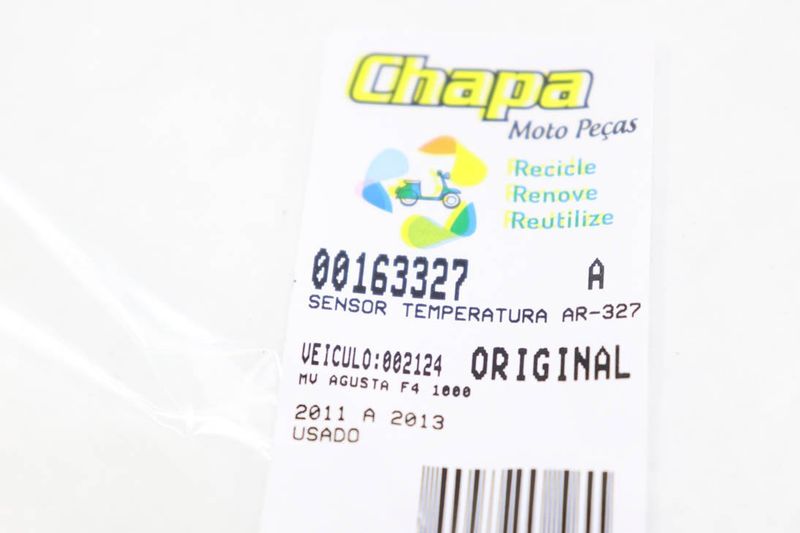 Chapa
Moto Peças
Recicle
Renove
Reutilize
00163327 A
SENSOR TEMPERATURA AR-327
VEICULO:002124 ORIGINAL
MV AGUSTA F4 1000
2011 A 2013
USADO